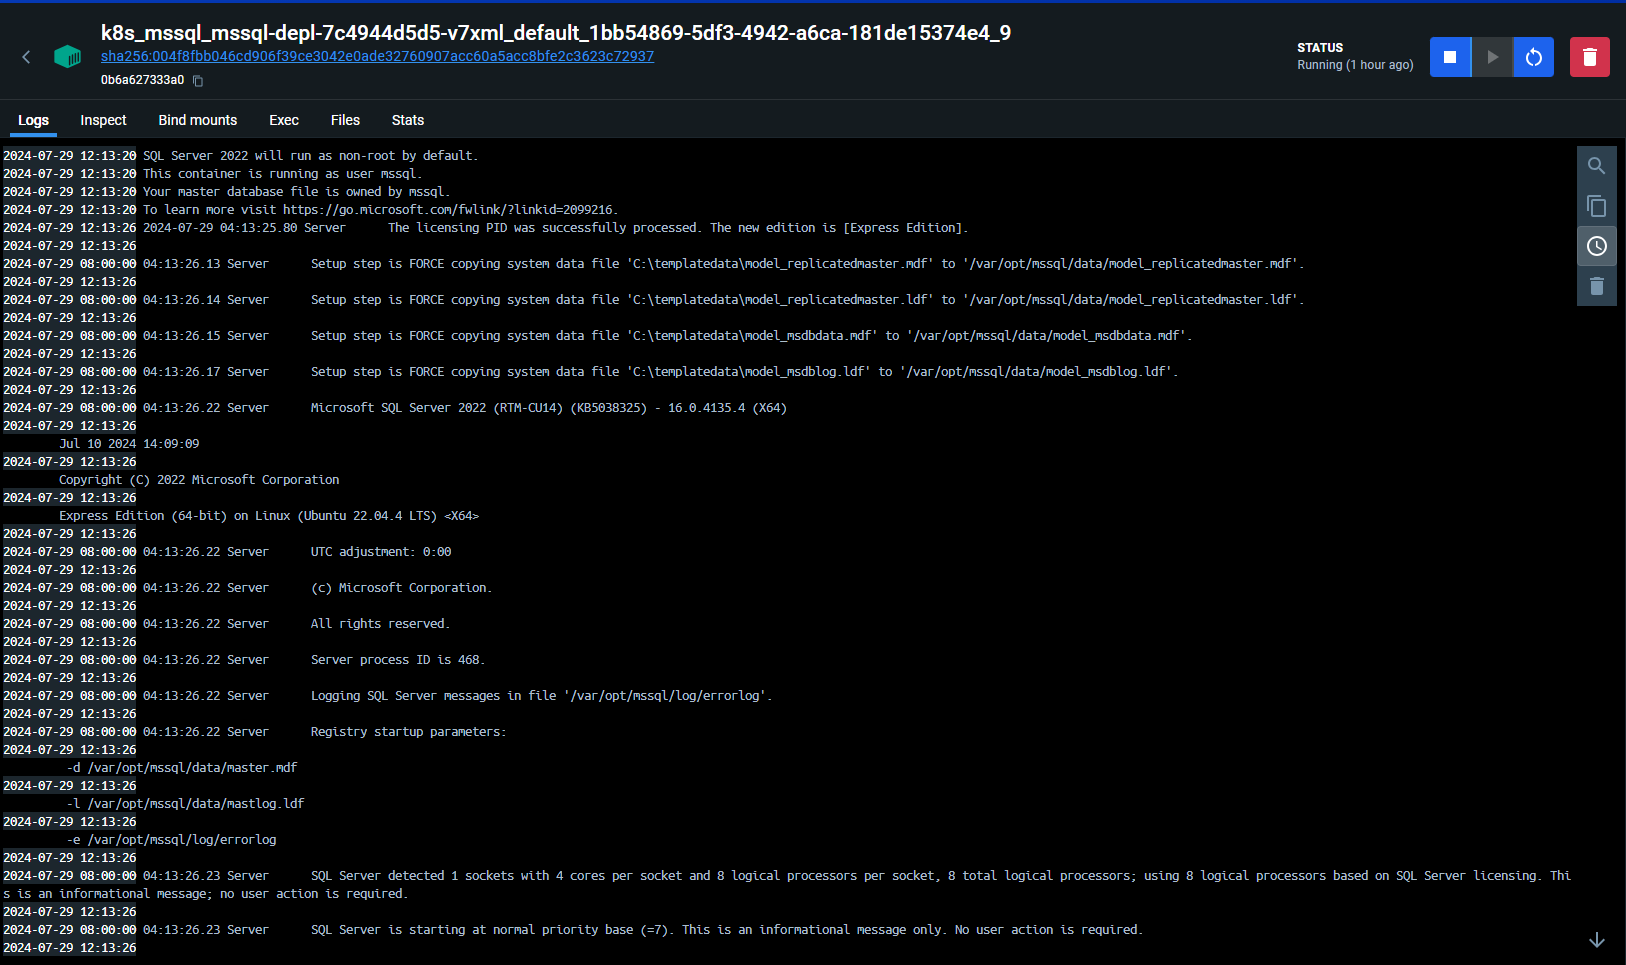 k8s_mssql_mssql-depl-7c4944d5d5-v7xml_default_1bb54869-5df3-4942-a6ca-181de15374e4_9
sha256:004f8fbb046cd906f39ce3042e0ade32760907acc60a5acc8bfe2c3623c72937
0b6a627333a0
STATUS
Running (1 hour ago)
Logs Inspect Bind mounts Exec Files Stats
2024-07-29 12:13:20 SQL Server 2022 will run as non-root by default.
2024-07-29 12:13:20 This container is running as user mssql.
2024-07-29 12:13:20 Your master database file is owned by mssql.
2024-07-29 12:13:20 To learn more visit https://go.microsoft.com/fwlink/?linkid=2099216.
2024-07-29 12:13:26 2024-07-29 04:13:25.80 Server The licensing PID was successfully processed. The new edition is [Express Edition].
2024-07-29 12:13:26
2024-07-29 08:00:00 04:13:26.13 Server Setup step is FORCE copying system data file 'C:\templatedata\model_replicatedmaster.mdf' to '/var/opt/mssql/data/model_replicatedmaster.mdf'.
2024-07-29 12:13:26
2024-07-29 08:00:00 04:13:26.14 Server Setup step is FORCE copying system data file 'C:\templatedata\model_replicatedmaster.ldf' to '/var/opt/mssql/data/model_replicatedmaster.ldf'.
2024-07-29 12:13:26
2024-07-29 08:00:00 04:13:26.15 Server Setup step is FORCE copying system data file 'C:\templatedata\model_msdbdata.mdf' to '/var/opt/mssql/data/model_msdbdata.mdf'.
2024-07-29 12:13:26
2024-07-29 08:00:00 04:13:26.17 Server Setup step is FORCE copying system data file 'C:\templatedata\model_msdblog.ldf' to '/var/opt/mssql/data/model_msdblog.ldf'.
2024-07-29 12:13:26
2024-07-29 08:00:00 04:13:26.22 Server Microsoft SQL Server 2022 (RTM-CU14) (KB5038325) - 16.0.4135.4 (X64)
2024-07-29 12:13:26
Jul 10 2024 14:09:09
2024-07-29 12:13:26
Copyright (C) 2022 Microsoft Corporation
2024-07-29 12:13:26
Express Edition (64-bit) on Linux (Ubuntu 22.04.4 LTS) <X64>
2024-07-29 12:13:26
2024-07-29 08:00:00 04:13:26.22 Server UTC adjustment: 0:00
2024-07-29 12:13:26
2024-07-29 08:00:00 04:13:26.22 Server (c) Microsoft Corporation.
2024-07-29 12:13:26
2024-07-29 08:00:00 04:13:26.22 Server All rights reserved.
2024-07-29 12:13:26
2024-07-29 08:00:00 04:13:26.22 Server Server process ID is 468.
2024-07-29 12:13:26
2024-07-29 08:00:00 04:13:26.22 Server Logging SQL Server messages in file '/var/opt/mssql/log/errorlog'.
2024-07-29 12:13:26
2024-07-29 08:00:00 04:13:26.22 Server Registry startup parameters:
2024-07-29 12:13:26
-d /var/opt/mssql/data/master.mdf
2024-07-29 12:13:26
-l /var/opt/mssql/data/mastlog.ldf
2024-07-29 12:13:26
-e /var/opt/mssql/log/errorlog
2024-07-29 12:13:26
2024-07-29 08:00:00 04:13:26.23 Server SQL Server detected 1 sockets with 4 cores per socket and 8 logical processors per socket, 8 total logical processors; using 8 logical processors based on SQL Server licensing. Thi
s is an informational message; no user action is required.
2024-07-29 12:13:26
2024-07-29 08:00:00 04:13:26.23 Server SQL Server is starting at normal priority base (=7). This is an informational message only. No user action is required.
2024-07-29 12:13:26